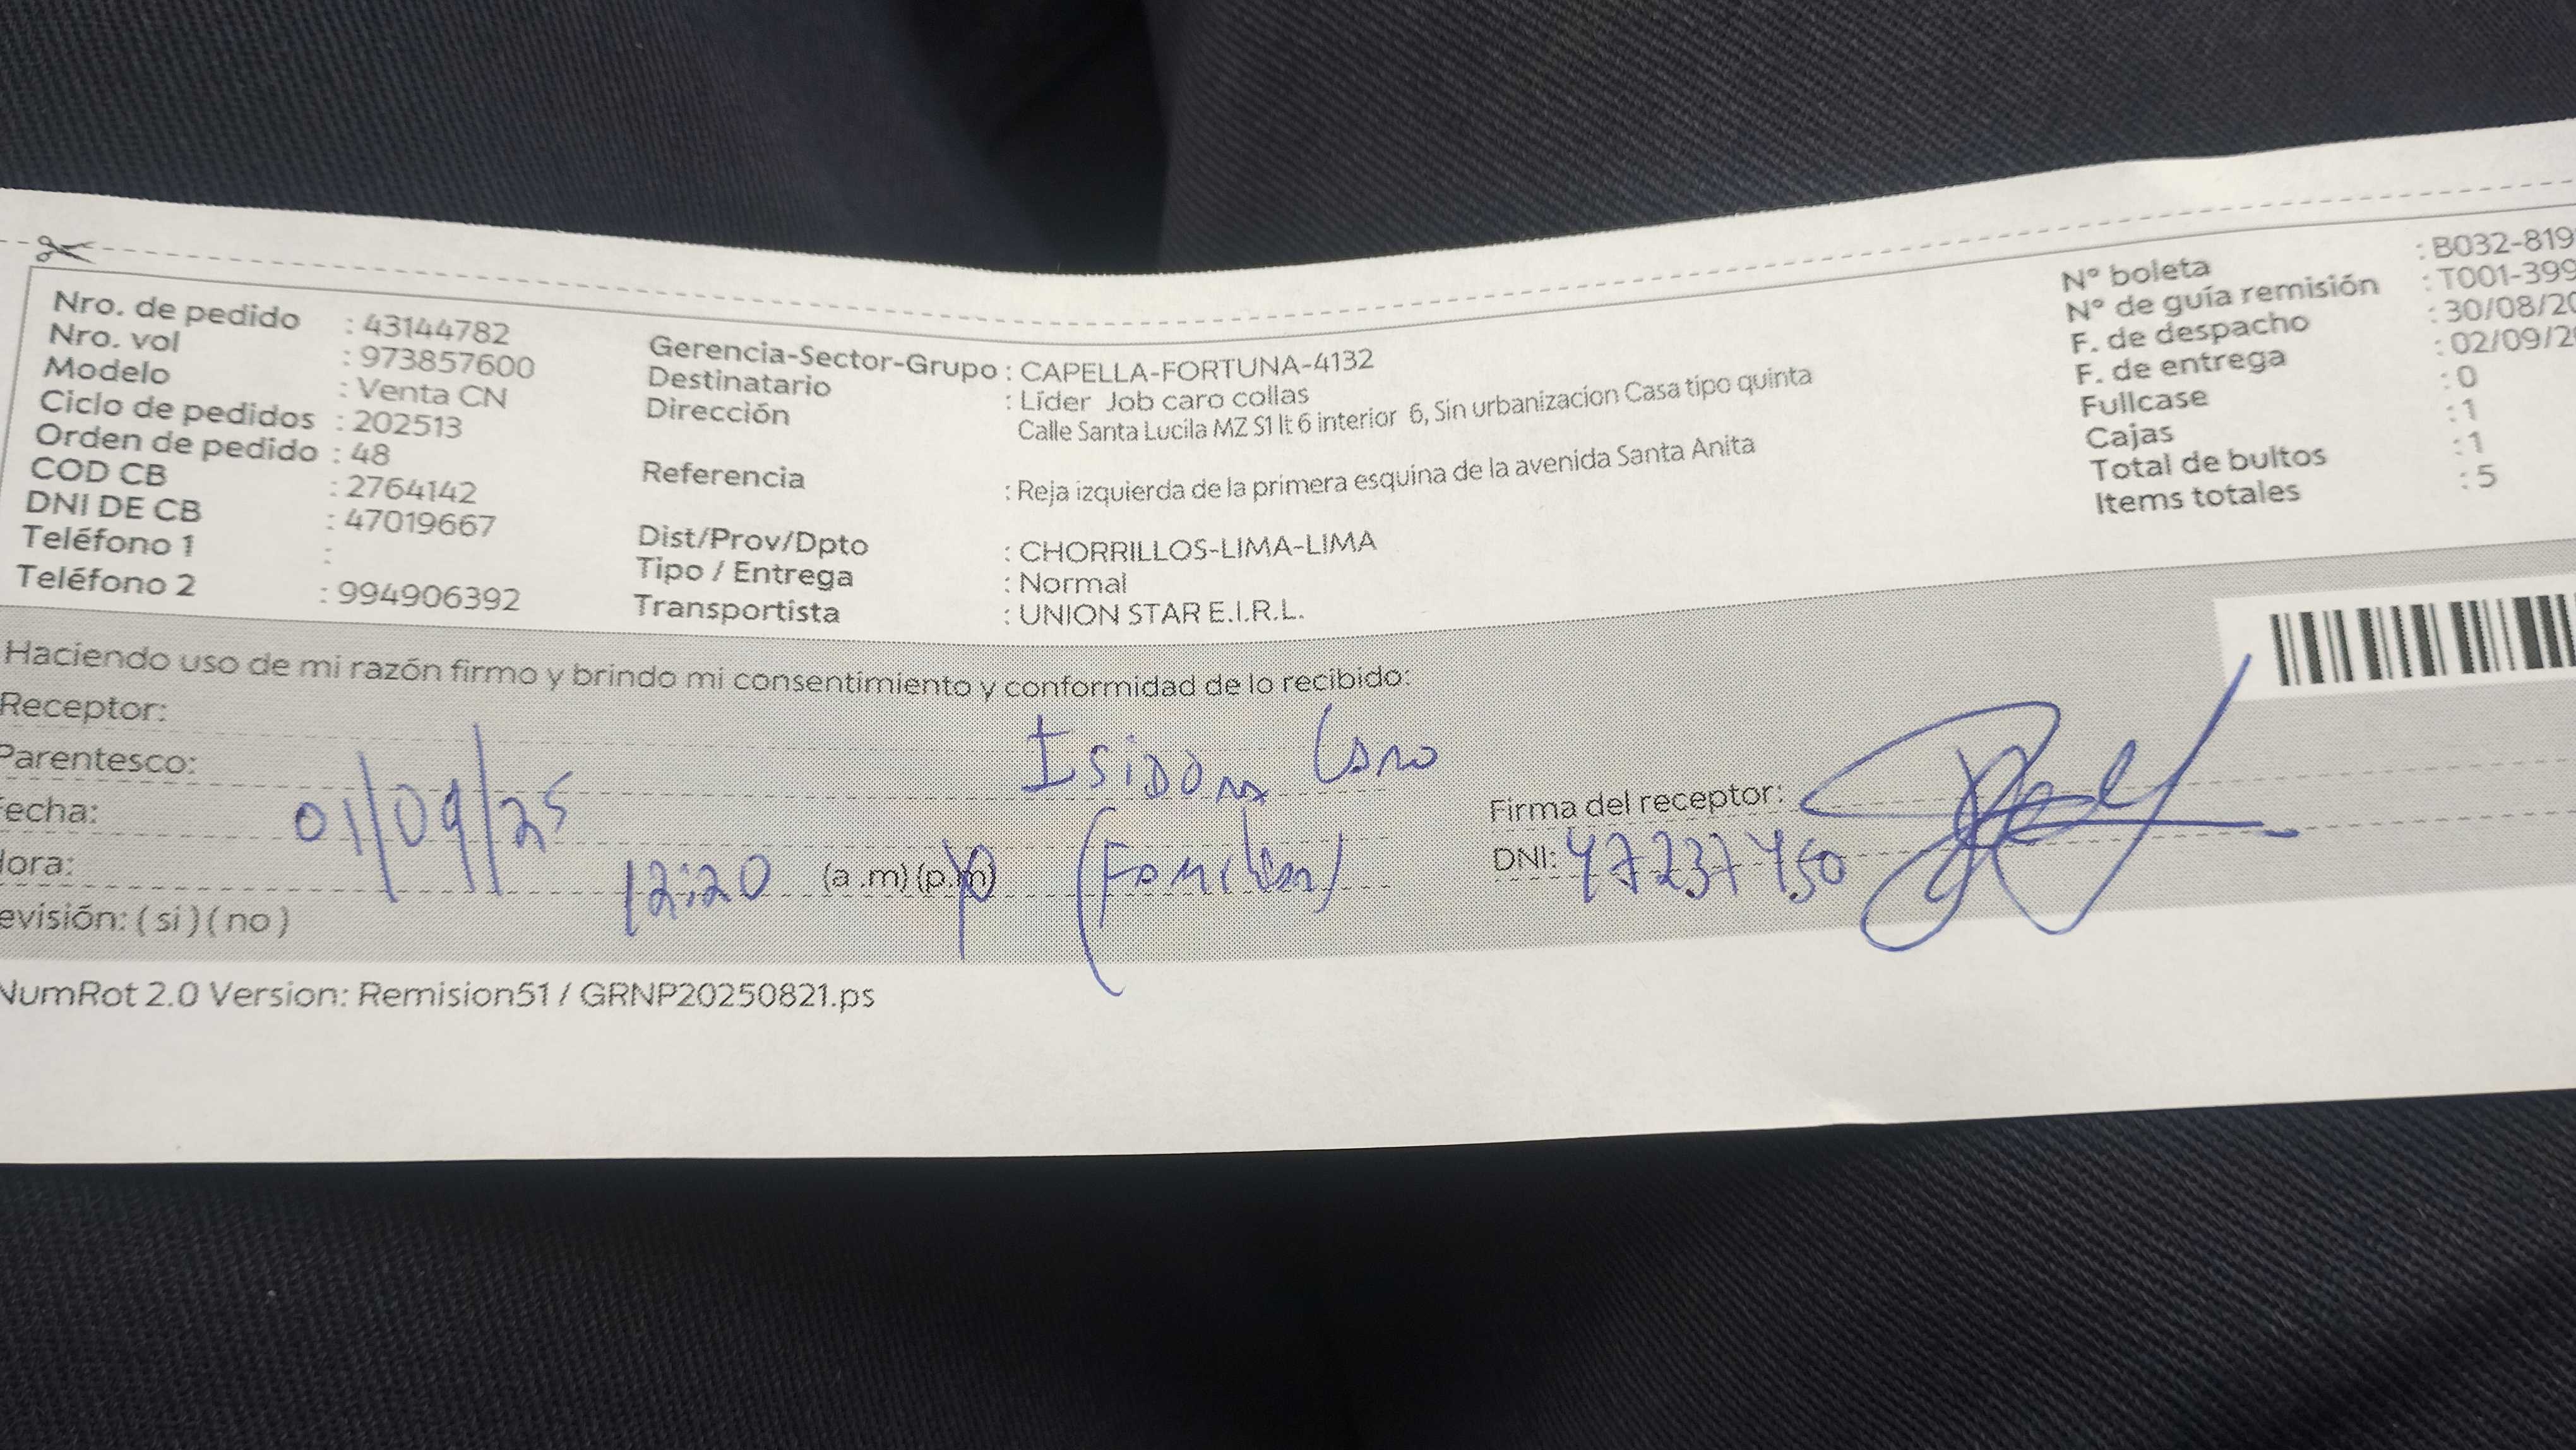 Nro. de pedido : 43144782
Nro. vol : 973857600
Modelo : Venta CN
Ciclo de pedidos : 202513
Orden de pedido : 48
COD CB : 2764142
DNI DE CB : 47019667
Teléfono 1 :
Teléfono 2 : 994906392
Gerencia-Sector-Grupo : CAPELLA-FORTUNA-4132
Destinatario : Líder Job caro collas
Dirección Calle Santa Lucila MZ S1 lt 6 interior 6, Sin urbanizacion Casa tipo quinta
Referencia : Reja izquierda de la primera esquina de la avenida Santa Anita
Dist/Prov/Dpto : CHORRILLOS-LIMA-LIMA
Tipo / Entrega : Normal
Transportista : UNION STAR E.I.R.L.
N° boleta : B032-819
N° de guía remisión : T001-399
F. de despacho : 30/08/20
F. de entrega : 02/09/2
Fullcase : 0
Cajas : 1
Total de bultos : 1
Items totales : 5
Haciendo uso de mi razón firmo y brindo mi consentimiento y conformidad de lo recibido:
Receptor:
Parentesco: Isidora Caro
echa: 01/09/25
Firma del receptor:
ora: 12:20 (a.m) (p.m) (Familiar)
DNI: 47237450
evisión: ( si ) ( no )
NumRot 2.0 Version: Remision51 / GRNP20250821.ps